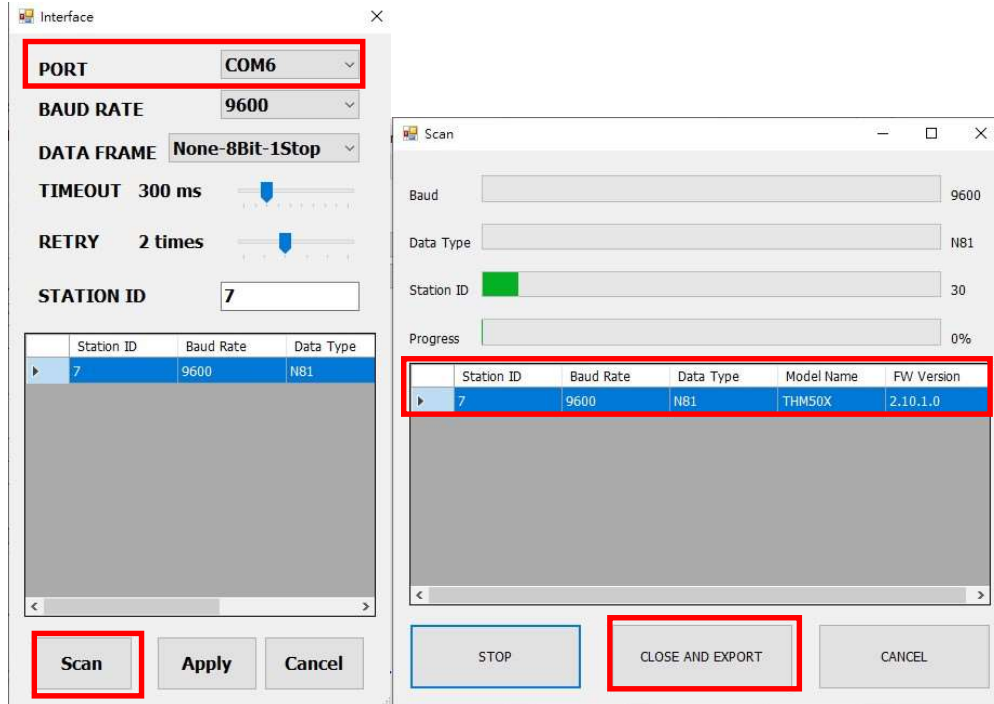 Interface
PORT COM6
BAUD RATE 9600
DATA FRAME None-8Bit-1Stop
TIMEOUT 300 ms
RETRY 2 times
STATION ID 7
Station ID Baud Rate Data Type
7 9600 N81
Scan Apply Cancel
Scan
Baud 9600
Data Type N81
Station ID 30
Progress 0%
Station ID Baud Rate Data Type Model Name FW Version
7 9600 N81 THM50X 2.10.1.0
STOP CLOSE AND EXPORT CANCEL